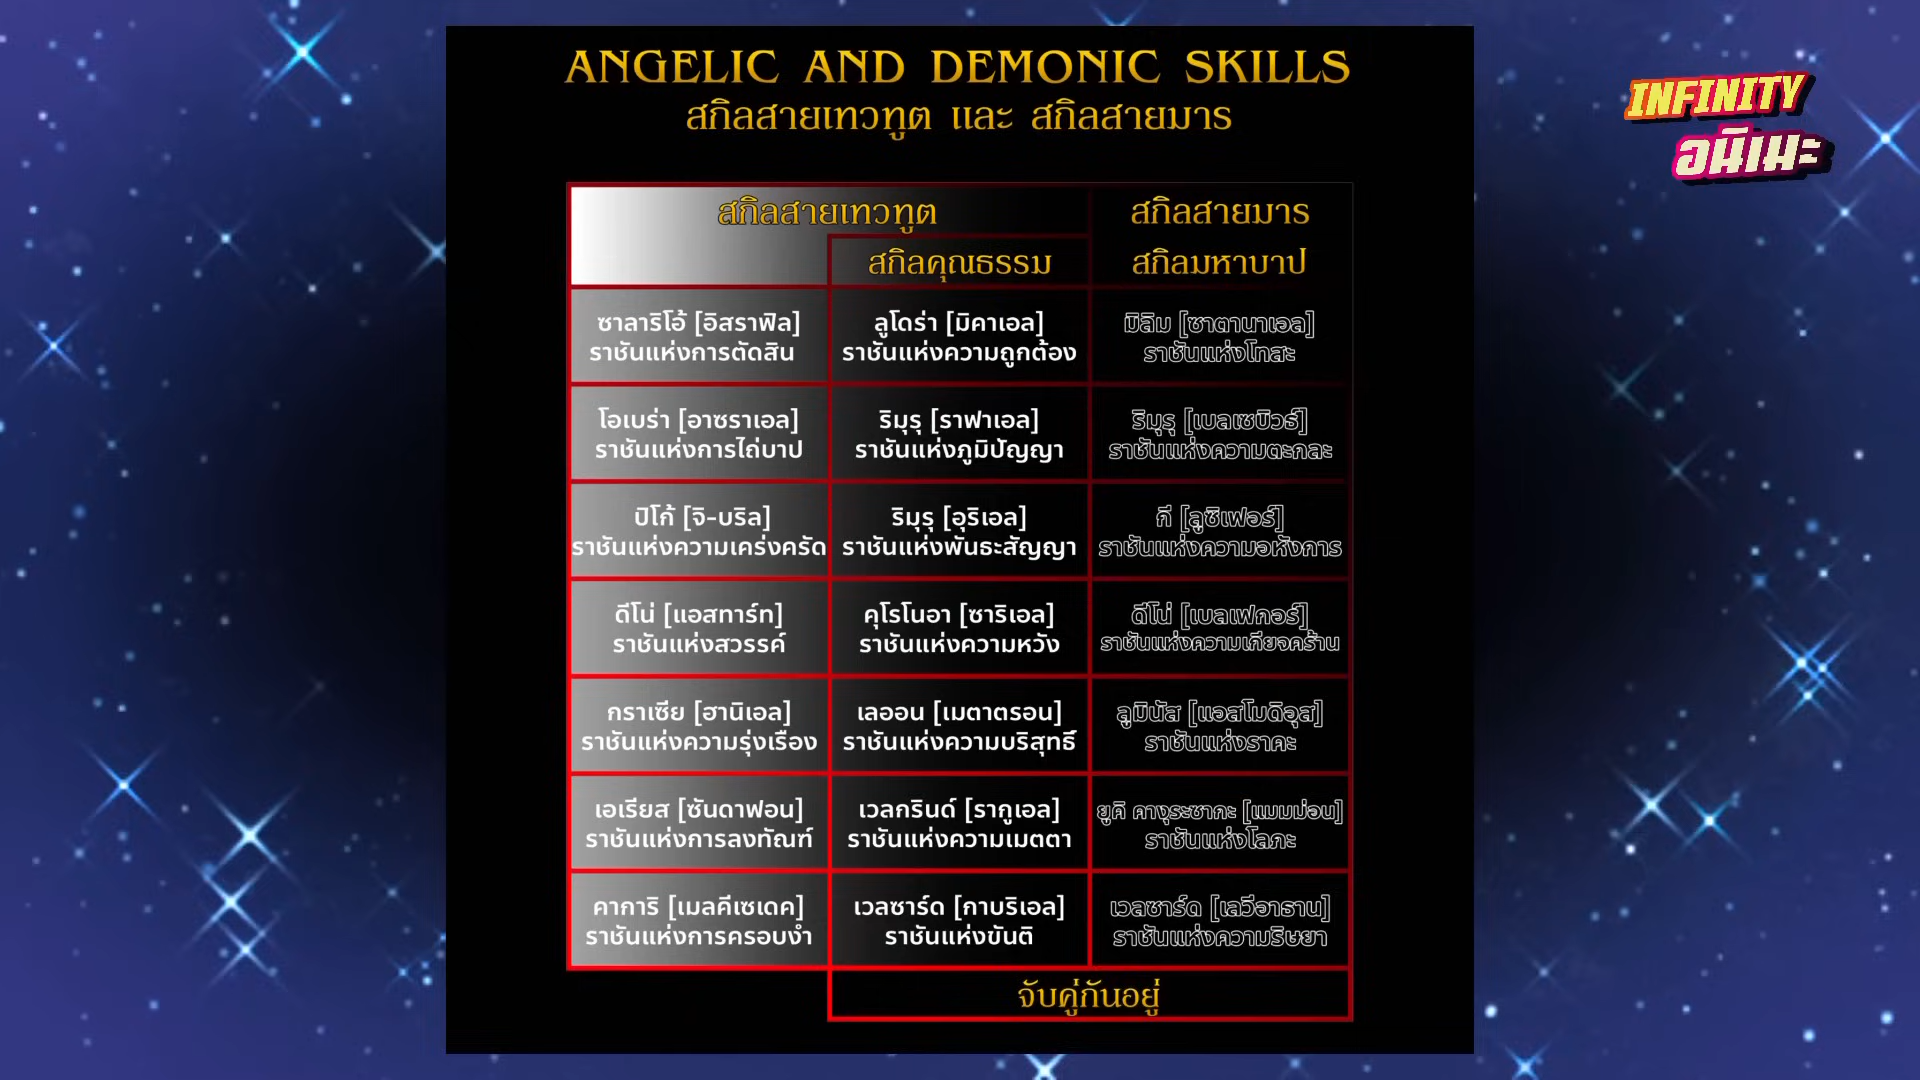 ANGELIC AND DEMONIC SKILLS
สกิลสายเทวทูต และ สกิลสายมาร
INFINITY
อนิเมะ
สกิลสายเทวทูต
สกิลสายมาร
สกิลคุณธรรม
สกิลมหาบาป
ซาลาริโอ้ [อิสราฟิล]
ราชันแห่งการตัดสิน
ลูโดร่า [มิคาเอล]
ราชันแห่งความถูกต้อง
มิลิม [ซาตานาเอล]
ราชันแห่งโทสะ
โอเบร่า [อาซราเอล]
ราชันแห่งการไถ่บาป
ริมุรุ [ราฟาเอล]
ราชันแห่งภูมิปัญญา
ริมุรุ [เบลเซบิวธ์]
ราชันแห่งความตะกละ
ปิโก้ [จิ-บริล]
ราชันแห่งความเคร่งครัด
ริมุรุ [อุริเอล]
ราชันแห่งพันธะสัญญา
กี [ลูซิเฟอร์]
ราชันแห่งความอหังการ
ดีโน่ [แอสทาร์ท]
ราชันแห่งสวรรค์
คุโรโนอา [ซาริเอล]
ราชันแห่งความหวัง
ดีโน่ [เบลเฟกอร์]
ราชันแห่งความเกียจคร้าน
กราเซีย [ฮานิเอล]
ราชันแห่งความรุ่งเรือง
เลออน [เมตาตรอน]
ราชันแห่งความบริสุทธิ์
ลูมินัส [แอสโมดิอุส]
ราชันแห่งราคะ
เอเรียส [ซันดาฟอน]
ราชันแห่งการลงทัณฑ์
เวลกรินด์ [รากูเอล]
ราชันแห่งความเมตตา
ยูคิ คางุระซากะ [แมมม่อน]
ราชันแห่งโลภะ
คาการิ [เมลคีเซเดค]
ราชันแห่งการครอบงำ
เวลซาร์ด [กาบริเอล]
ราชันแห่งขันติ
เวลซาร์ด [เลวีอาธาน]
ราชันแห่งความริษยา
จับคู่กันอยู่